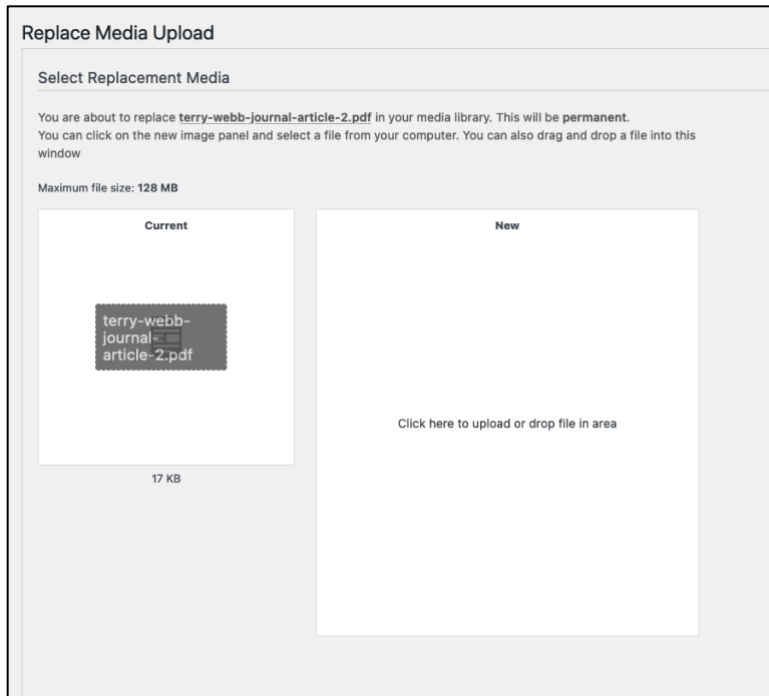 Replace Media Upload
Select Replacement Media
You are about to replace terry-webb-journal-article-2.pdf in your media library. This will be permanent.
You can click on the new image panel and select a file from your computer. You can also drag and drop a file into this
window
Maximum file size: 128 MB
Current
New
terry-webb-
journal-
article-2.pdf
Click here to upload or drop file in area
17 KB